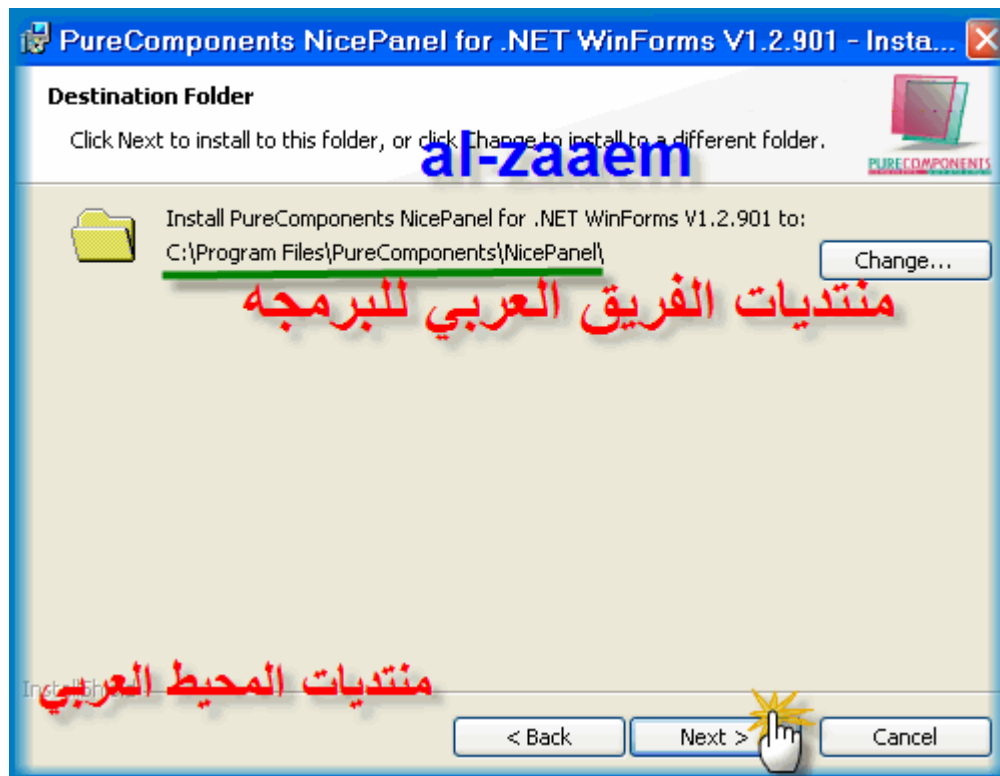 PureComponents NicePanel for .NET WinForms V1.2.901 - Insta...
Destination Folder
Click Next to install to this folder, or click Change to install to a different folder.
al-zaaem
PURECOMPONENTS
Install PureComponents NicePanel for .NET WinForms V1.2.901 to:
C:\Program Files\PureComponents\NicePanel\
Change...
منتديات الفريق العربي للبرمجه
منتديات المحيط العربي
InstallShield
< Back
Next >
Cancel